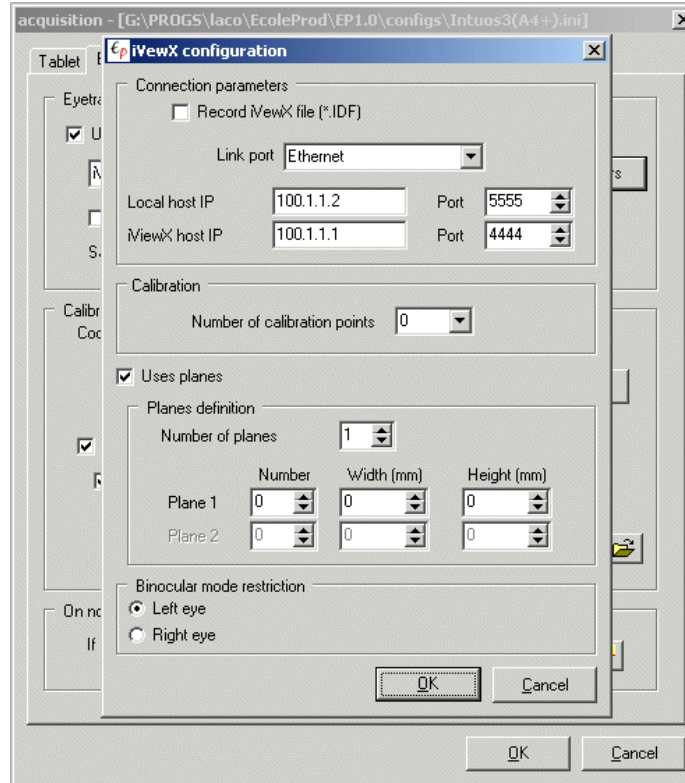 acquisition - [G:\PROGS\laco\EcoleProd\EP1.0\configs\Intuos3(A4+).ini]
iVewX configuration
Tablet
Connection parameters
Record iVewX file (*.IDF)
Link port Ethernet
Local host IP 100.1.1.2 Port 5555
iViewX host IP 100.1.1.1 Port 4444
Calibration
Number of calibration points 0
Uses planes
Planes definition
Number of planes 1
Number Width (mm) Height (mm)
Plane 1 0 0 0
Plane 2 0 0 0
Binocular mode restriction
Left eye
Right eye
If
OK Cancel
OK Cancel